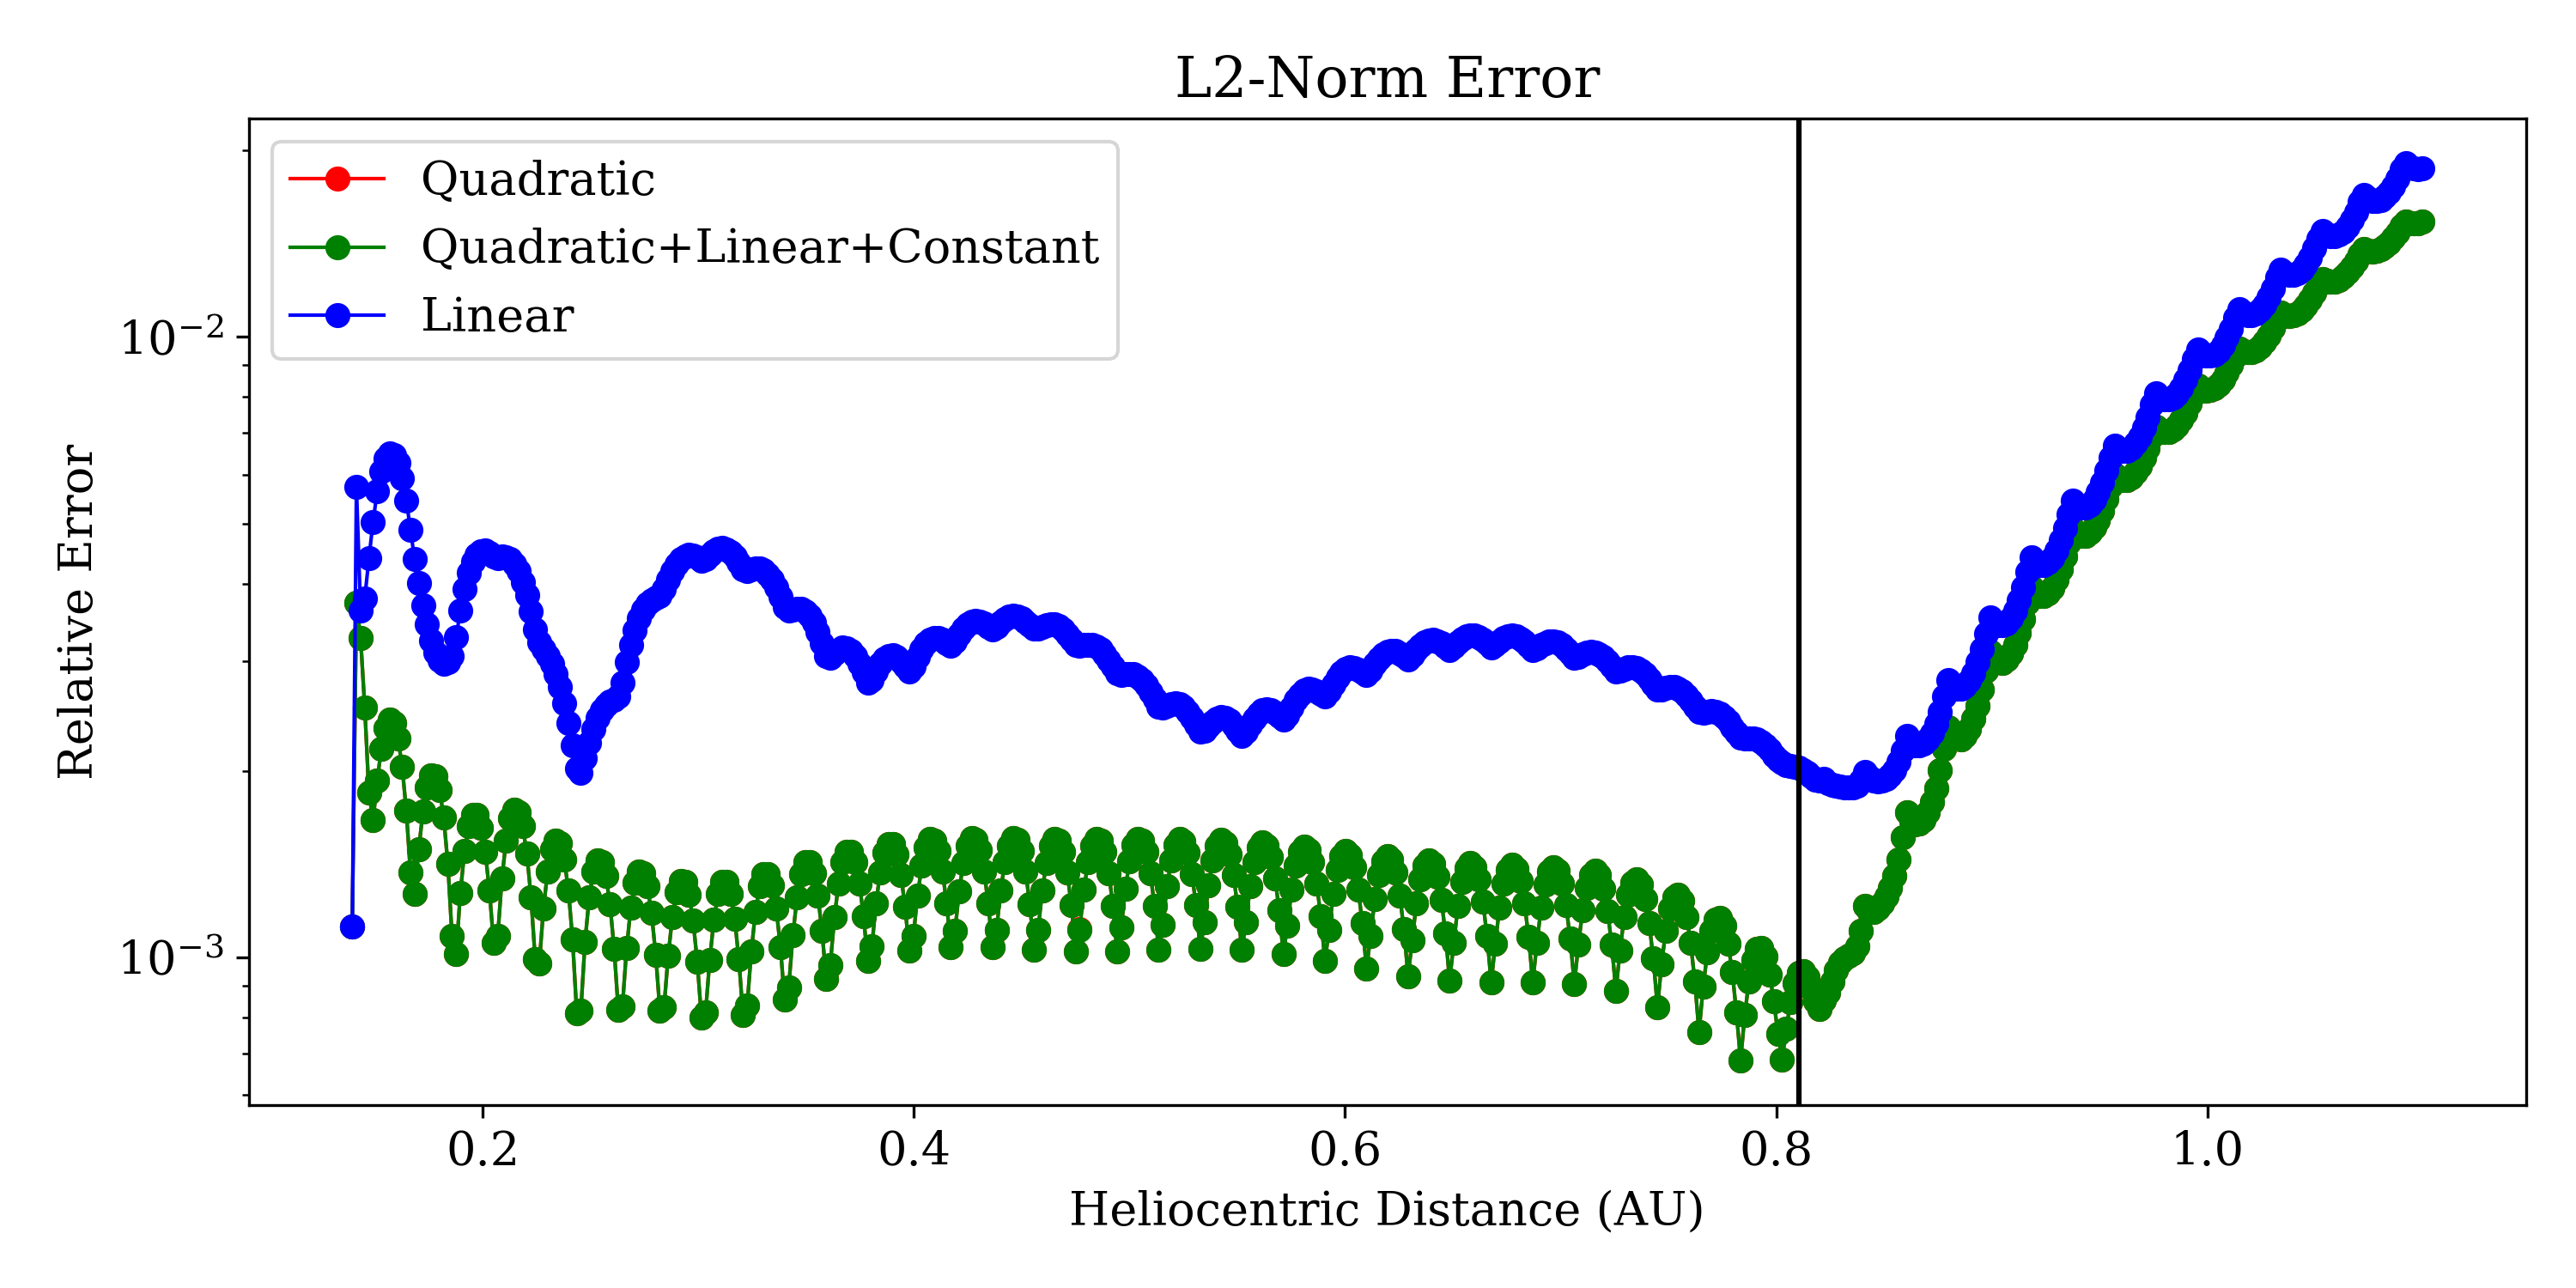 L2-Norm Error
Quadratic
Quadratic+Linear+Constant
Linear
10⁻²
10⁻³
Relative Error
0.2 0.4 0.6 0.8 1.0
Heliocentric Distance (AU)